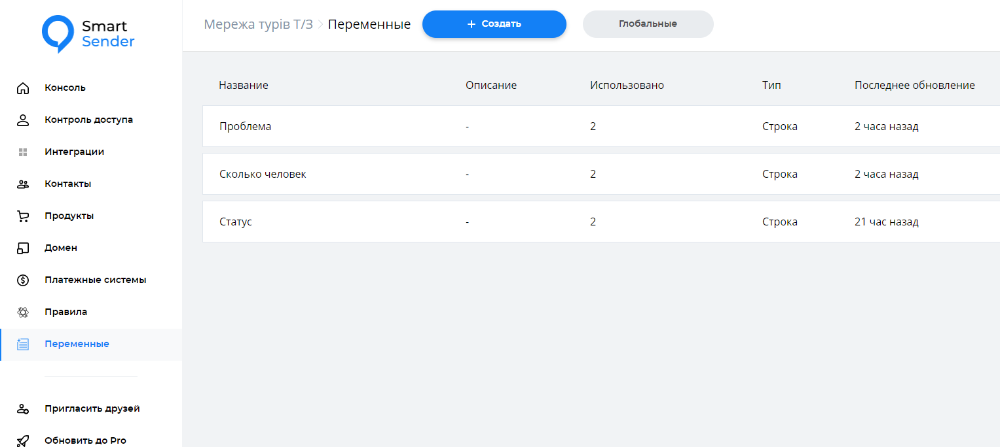 Smart
Sender
Мережа турів Т/З > Переменные
+ Создать
Глобальные
Консоль
Контроль доступа
Интеграции
Контакты
Продукты
Домен
Платежные системы
Правила
Переменные
Пригласить друзей
Обновить до Pro
Название Описание Использовано Тип Последнее обновление
Проблема - 2 Строка 2 часа назад
Сколько человек - 2 Строка 2 часа назад
Статус - 2 Строка 21 час назад